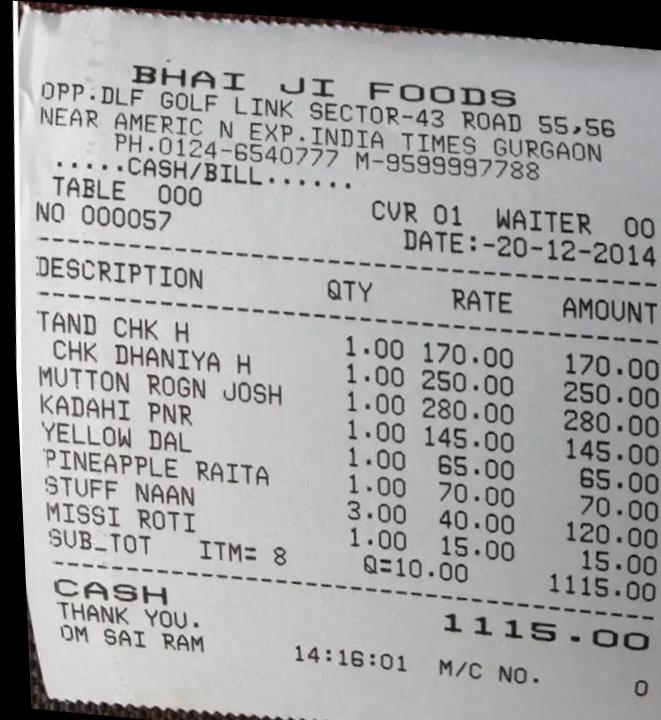 BHAI JI FOODS
OPP.DLF GOLF LINK SECTOR-43 ROAD 55,56
NEAR AMERIC N EXP.INDIA TIMES GURGAON
PH.0124-6540777 M-9599997788
.....CASH/BILL......
TABLE 000 CVR 01 WAITER 00
NO 000057 DATE:-20-12-2014
DESCRIPTION QTY RATE AMOUNT
TAND CHK H 1.00 170.00 170.00
CHK DHANIYA H 1.00 250.00 250.00
MUTTON ROGN JOSH 1.00 280.00 280.00
KADAHI PNR 1.00 145.00 145.00
YELLOW DAL 1.00 65.00 65.00
PINEAPPLE RAITA 1.00 70.00 70.00
STUFF NAAN 3.00 40.00 120.00
MISSI ROTI 1.00 15.00 15.00
SUB_TOT ITM= 8 Q=10.00 1115.00
CASH 1115.00
THANK YOU.
OM SAI RAM 14:16:01 M/C NO. 0